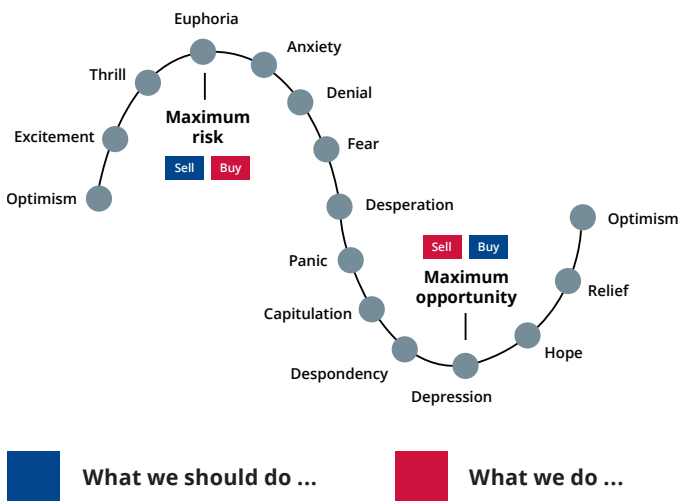 Euphoria
Anxiety
Thrill
Denial
Maximum
risk
Excitement
Fear
Sell
Buy
Optimism
Desperation
Optimism
Sell
Buy
Panic
Maximum
opportunity
Relief
Capitulation
Hope
Despondency
Depression
What we should do ...
What we do ...